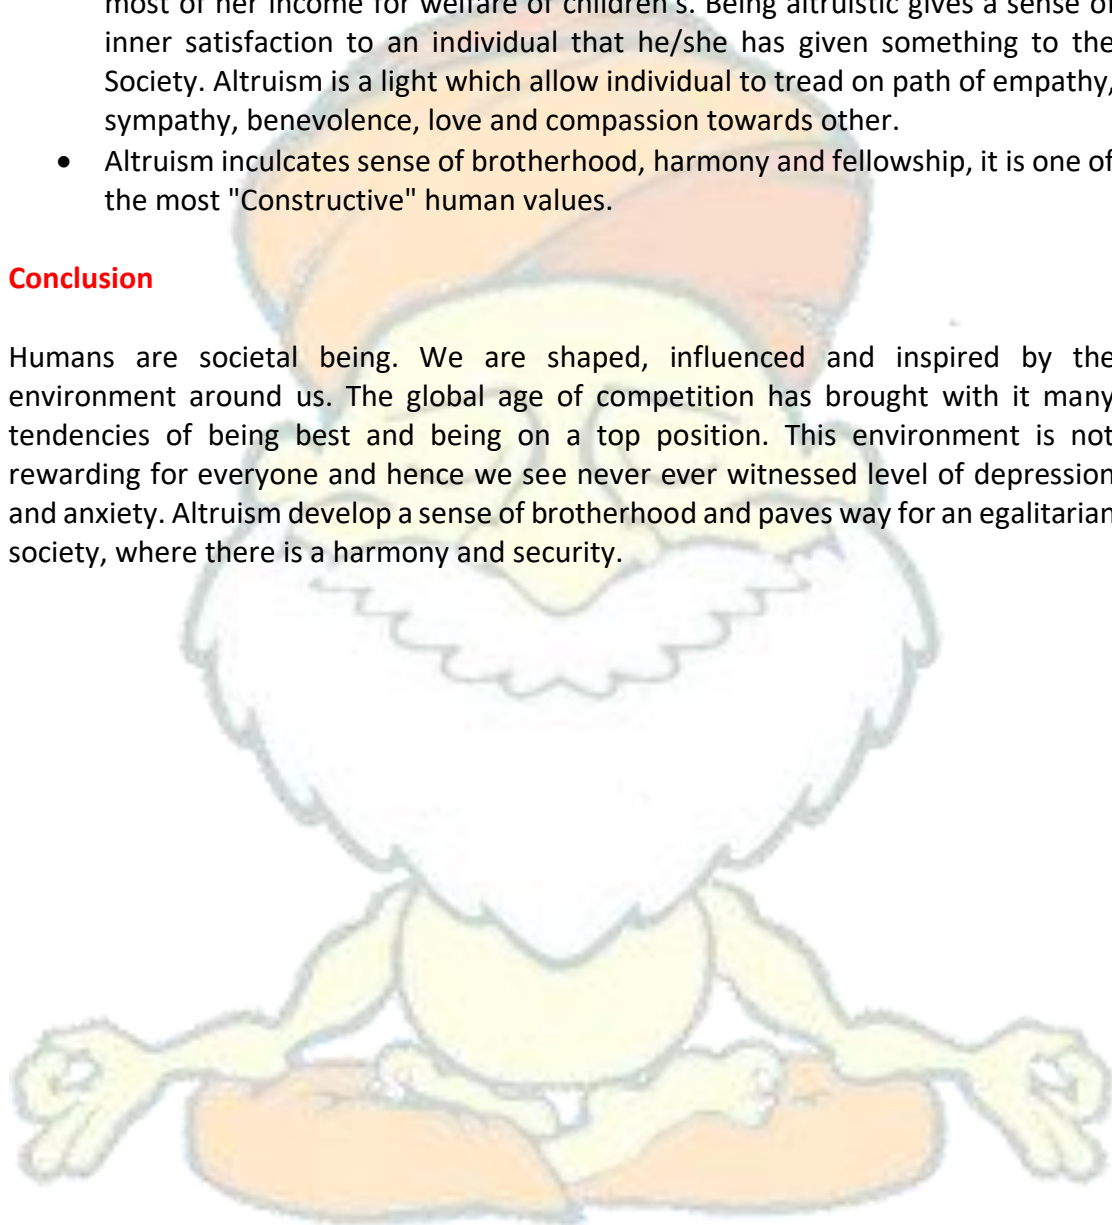 most of her income for welfare of children's. Being altruistic gives a sense of
inner satisfaction to an individual that he/she has given something to the
Society. Altruism is a light which allow individual to tread on path of empathy,
sympathy, benevolence, love and compassion towards other.
• Altruism inculcates sense of brotherhood, harmony and fellowship, it is one of
the most "Constructive" human values.
Conclusion
Humans are societal being. We are shaped, influenced and inspired by the
environment around us. The global age of competition has brought with it many
tendencies of being best and being on a top position. This environment is not
rewarding for everyone and hence we see never ever witnessed level of depression
and anxiety. Altruism develop a sense of brotherhood and paves way for an egalitarian
society, where there is a harmony and security.